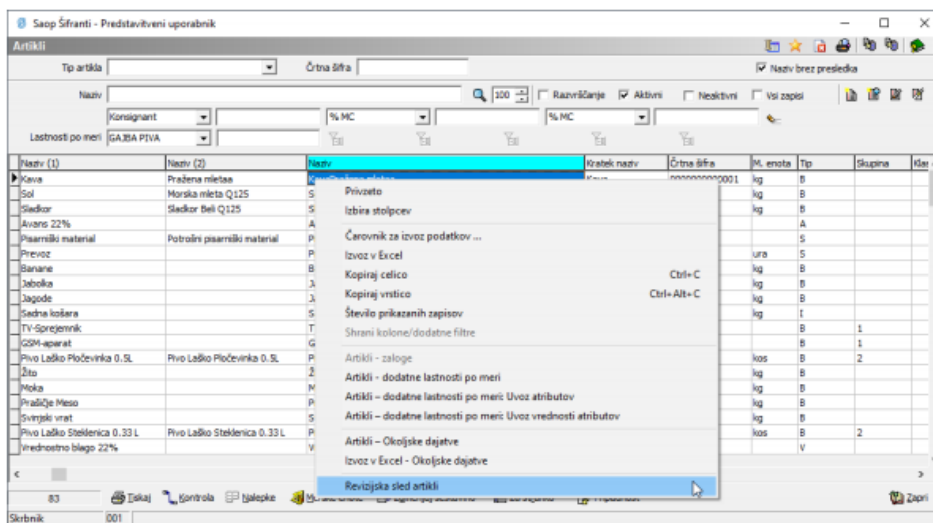 Saop Šifranti - Predstavitveni uporabnik
Artikli
Tip artikla Črtna šifra Naziv brez presledka
Naziv 100 Razvrščanje Aktivni Neaktivni Vsi zapisi
Konsignant % MC % MC
Lastnosti po meri GAJBA PIVA
Naziv (1) Naziv (2) Naziv Kratek naziv Črtna šifra M. enota Tip Skupina Klas
Kava Pražena mletaa Kava 0000000000001 kg B
Sol Morska mleta Q125 S kg B
Sladkor Sladkor Beli Q125 S kg B
Avans 22% A A
Pisarniški material Potrošni pisarniški material P S
Prevoz P ura S
Banane B kg B
Jabolka J kg B
Jagode J kg B
Sadna košara S kg I
TV-Sprejemnik T B 1
GSM-aparat G B 1
Pivo Laško Pločevinka 0.5L Pivo Laško Pločevinka 0.5L P kos B 2
Žito Ž kg B
Moka M kg B
Prašičje Meso P kg B
Svinjski vrat S kg B
Pivo Laško Steklenica 0.33 L Pivo Laško Steklenica 0.33 L P kos B 2
Vrednostno blago 22% V V
Privzeto
Izbira stolpcev
Čarovnik za izvoz podatkov ...
Izvoz v Excel
Kopiraj celico Ctrl+C
Kopiraj vrstico Ctrl+Alt+C
Število prikazanih zapisov
Shrani kolone/dodatne filtre
Artikli - zaloge
Artikli - dodatne lastnosti po meri
Artikli – dodatne lastnosti po meri: Uvoz atributov
Artikli – dodatne lastnosti po meri: Uvoz vrednosti atributov
Artikli – Okoljske dajatve
Izvoz v Excel - Okoljske dajatve
Revizijska sled artikli
83 Tiskaj Kontrola Nalepke Zapri
Skrbnik 001